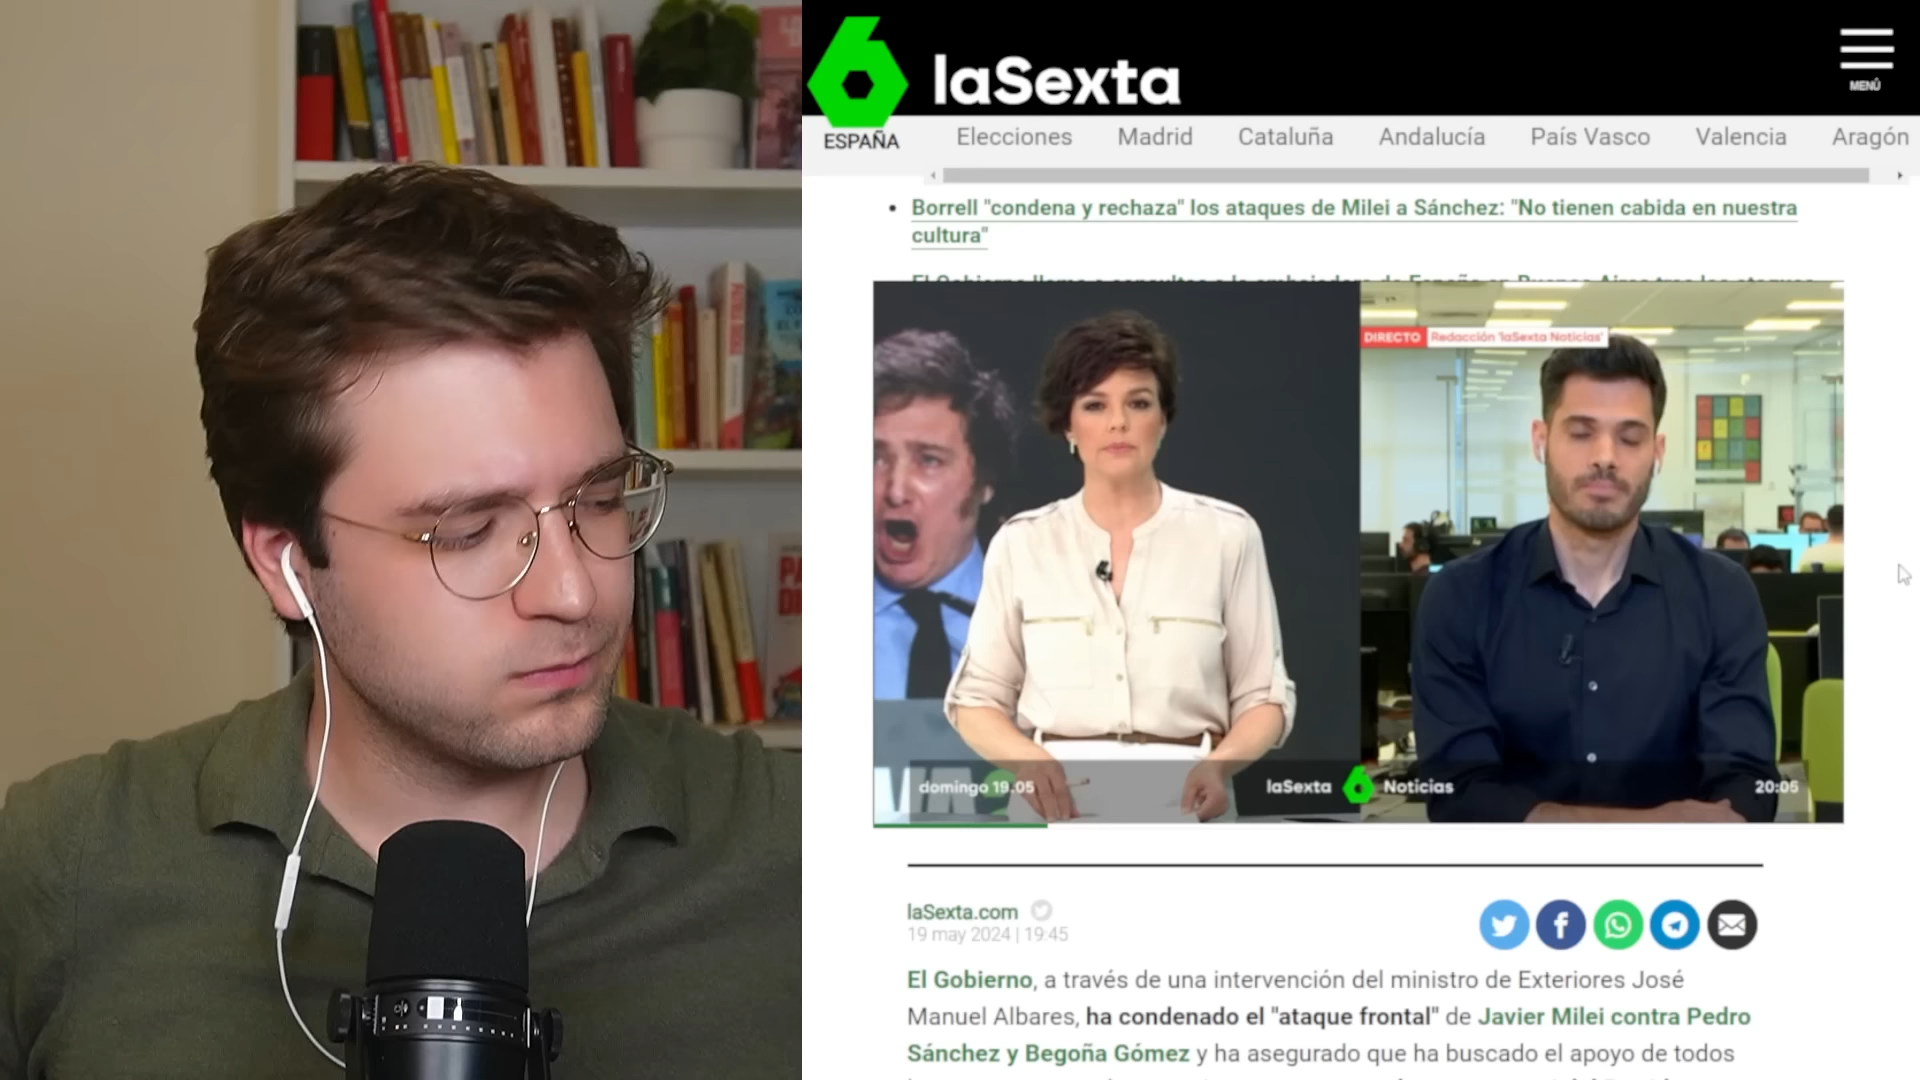 laSexta
MENÚ
ESPAÑA Elecciones Madrid Cataluña Andalucía País Vasco Valencia Aragón
Borrell "condena y rechaza" los ataques de Milei a Sánchez: "No tienen cabida en nuestra
cultura"
DIRECTO Redacción 'laSexta Noticias'
domingo 19.05 laSexta 6 Noticias 20:05
laSexta.com
19 may 2024 | 19:45
El Gobierno, a través de una intervención del ministro de Exteriores José
Manuel Albares, ha condenado el "ataque frontal" de Javier Milei contra Pedro
Sánchez y Begoña Gómez y ha asegurado que ha buscado el apoyo de todos